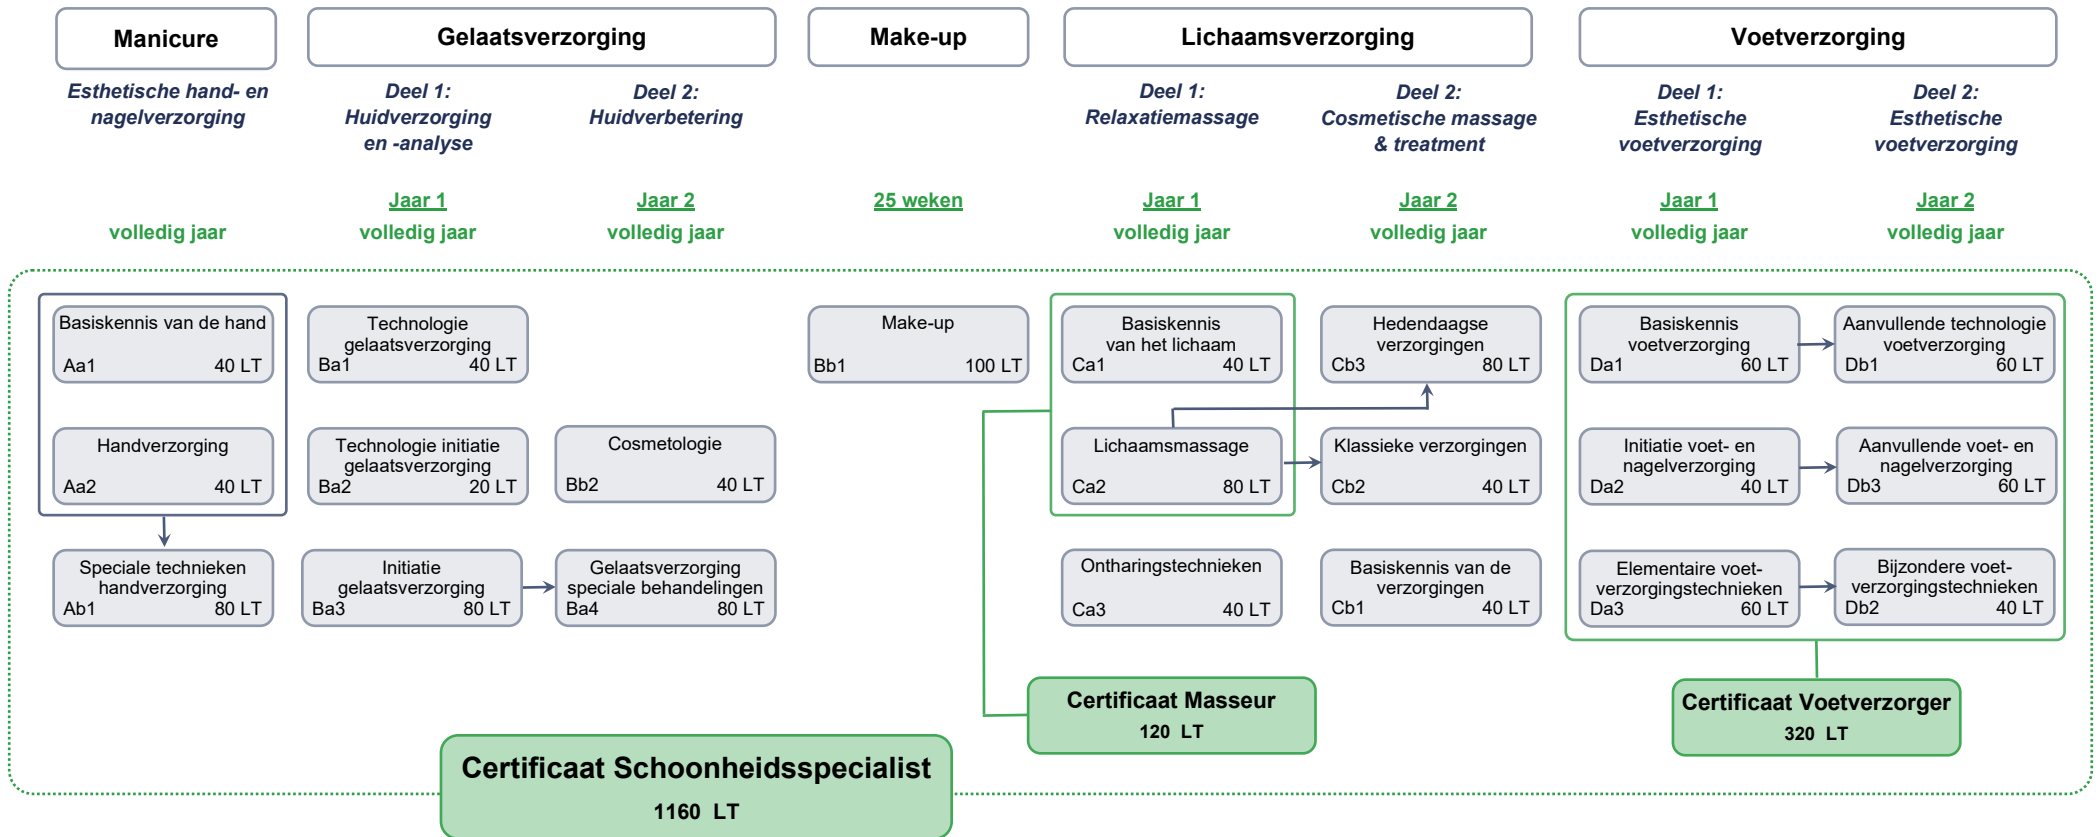 Manicure
Gelaatsverzorging
Make-up
Lichaamsverzorging
Voetverzorging
Esthetische hand- en
nagelverzorging
Deel 1:
Huidverzorging
en -analyse
Deel 2:
Huidverbetering
Deel 1:
Relaxatiemassage
Deel 2:
Cosmetische massage
& treatment
Deel 1:
Esthetische
voetverzorging
Deel 2:
Esthetische
voetverzorging
volledig jaar
Jaar 1
volledig jaar
Jaar 2
volledig jaar
25 weken
Jaar 1
volledig jaar
Jaar 2
volledig jaar
Jaar 1
volledig jaar
Jaar 2
volledig jaar
Basiskennis van de hand
Aa1 40 LT
Technologie
gelaatsverzorging
Ba1 40 LT
Make-up
Bb1 100 LT
Basiskennis
van het lichaam
Ca1 40 LT
Hedendaagse
verzorgingen
Cb3 80 LT
Basiskennis
voetverzorging
Da1 60 LT
Aanvullende technologie
voetverzorging
Db1 60 LT
Handverzorging
Aa2 40 LT
Technologie initiatie
gelaatsverzorging
Ba2 20 LT
Cosmetologie
Bb2 40 LT
Lichaamsmassage
Ca2 80 LT
Klassieke verzorgingen
Cb2 40 LT
Initiatie voet- en
nagelverzorging
Da2 40 LT
Aanvullende voet- en
nagelverzorging
Db3 60 LT
Speciale technieken
handverzorging
Ab1 80 LT
Initiatie
gelaatsverzorging
Ba3 80 LT
Gelaatsverzorging
speciale behandelingen
Ba4 80 LT
Ontharingstechnieken
Ca3 40 LT
Basiskennis van de
verzorgingen
Cb1 40 LT
Elementaire voet-
verzorgingstechnieken
Da3 60 LT
Bijzondere voet-
verzorgingstechnieken
Db2 40 LT
Certificaat Masseur
120 LT
Certificaat Voetverzorger
320 LT
Certificaat Schoonheidsspecialist
1160 LT